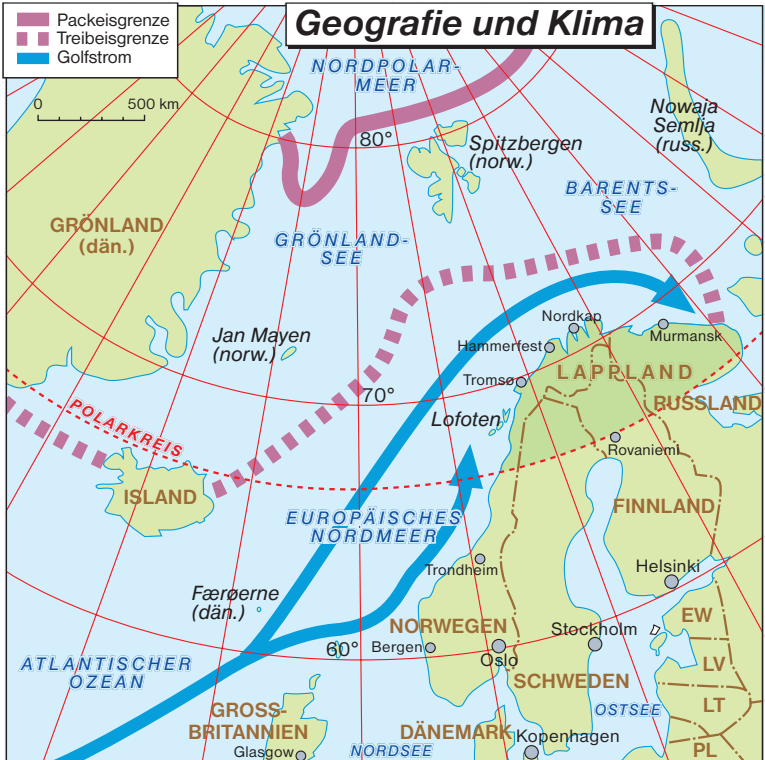 Geografie und Klima
Packeisgrenze
Treibeisgrenze
Golfstrom
0 500 km
NORDPOLAR-
MEER
80°
Spitzbergen
(norw.)
Nowaja
Semlja
(russ.)
BARENTS-
SEE
GRÖNLAND
(dän.)
GRÖNLAND-
SEE
Jan Mayen
(norw.)
Nordkap
Hammerfest
Murmansk
Tromsø
LAPPLAND
70°
RUSSLAND
POLARKREIS
Lofoten
Rovaniemi
ISLAND
EUROPÄISCHES
NORDMEER
FINNLAND
Trondheim
Helsinki
Færøerne
(dän.)
NORWEGEN
EW
Stockholm
60°
Bergen
Oslo
ATLANTISCHER
OZEAN
LV
SCHWEDEN
GROSS-
BRITANNIEN
OSTSEE
LT
DÄNEMARK
Kopenhagen
Glasgow
NORDSEE
PL